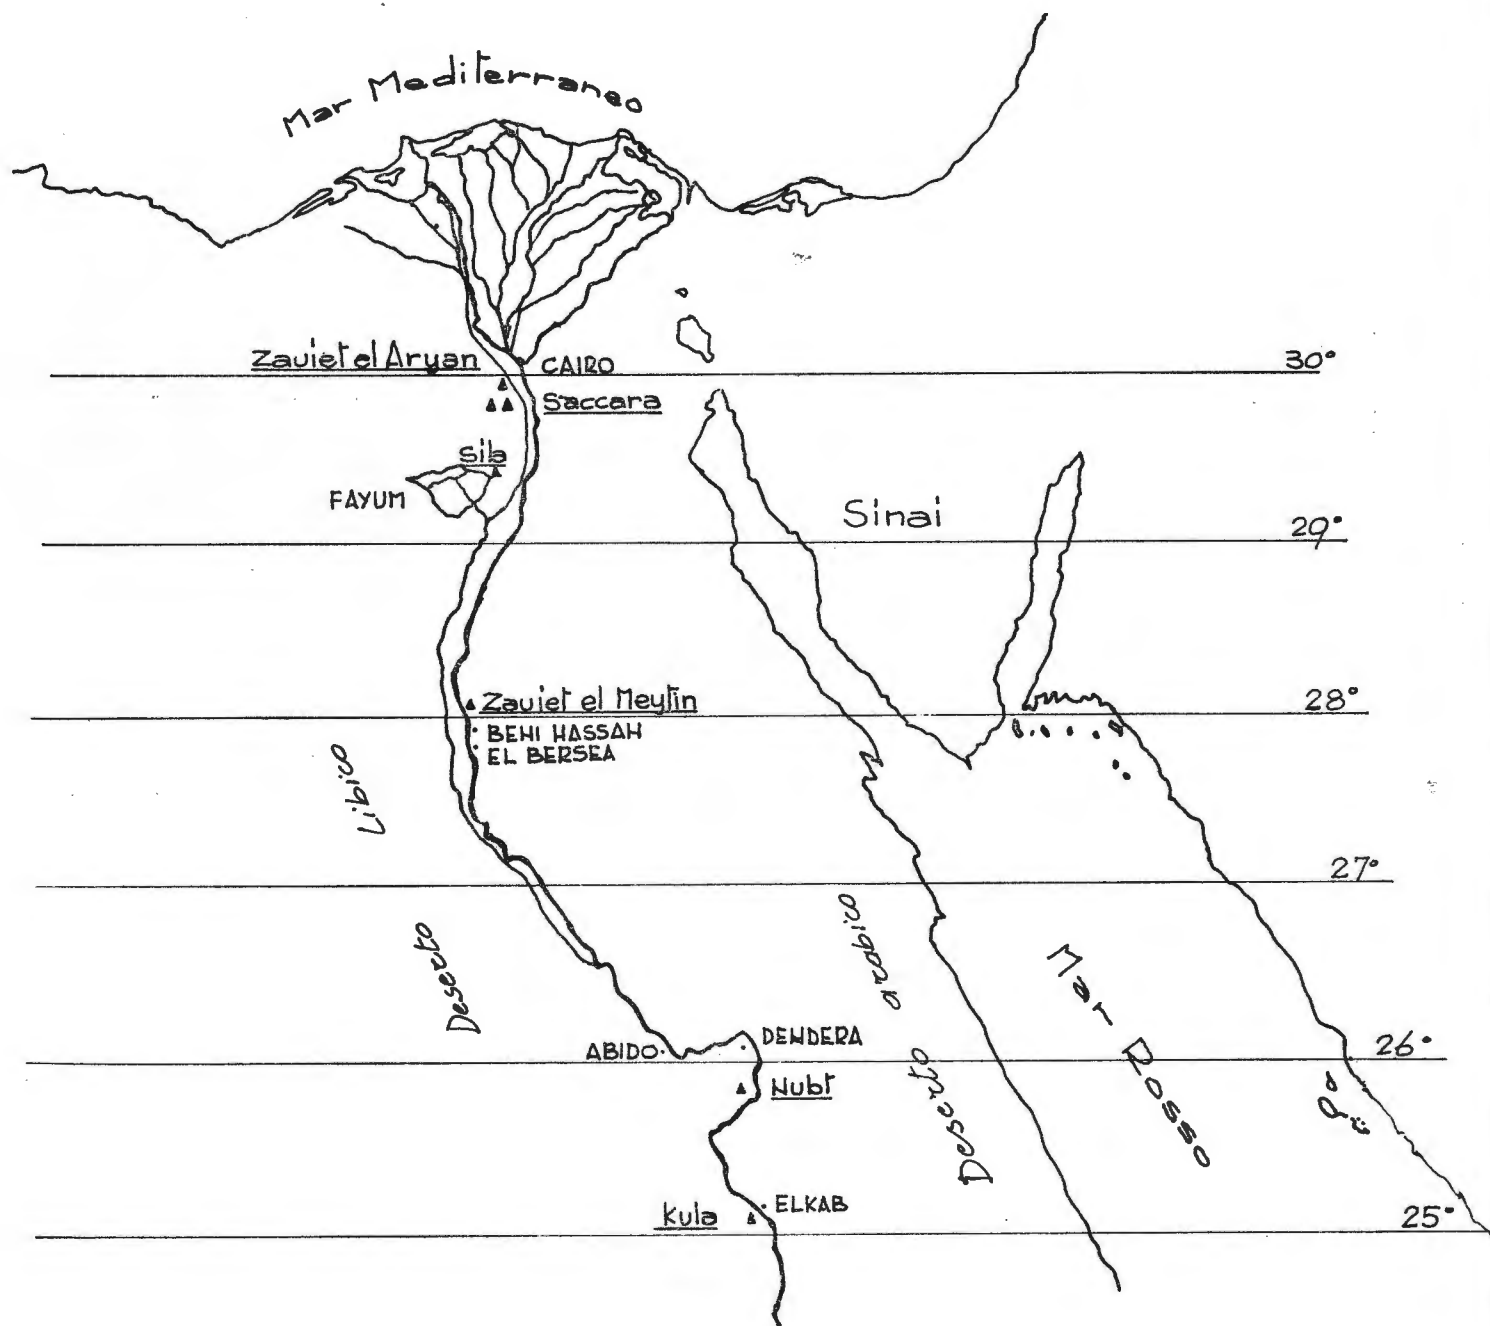 Mar Mediterraneo
Zauiet el Aryan
CAIRO
30°
Saccara
Sila
FAYUM
Sinai
29°
Zauiet el Meytin
28°
BENI HASSAN
EL BERSEA
Deserto Libico
27°
Deserto arabico
Mar Rosso
ABIDO
DENDERA
26°
Nubt
ELKAB
Kula
25°